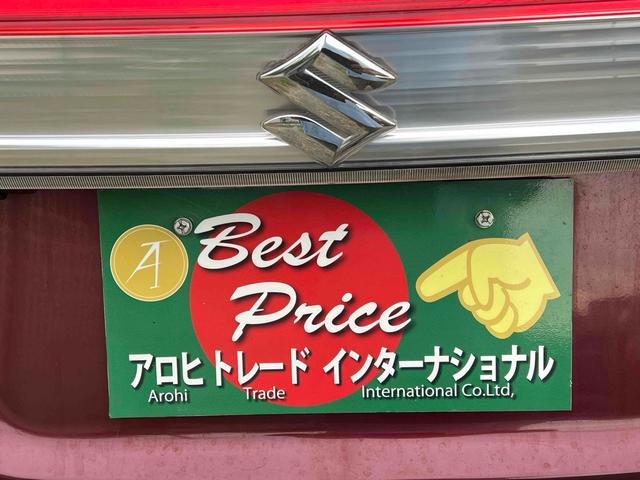 A
Best
Price
アロヒ トレード インターナショナル
Arohi Trade International Co.Ltd,